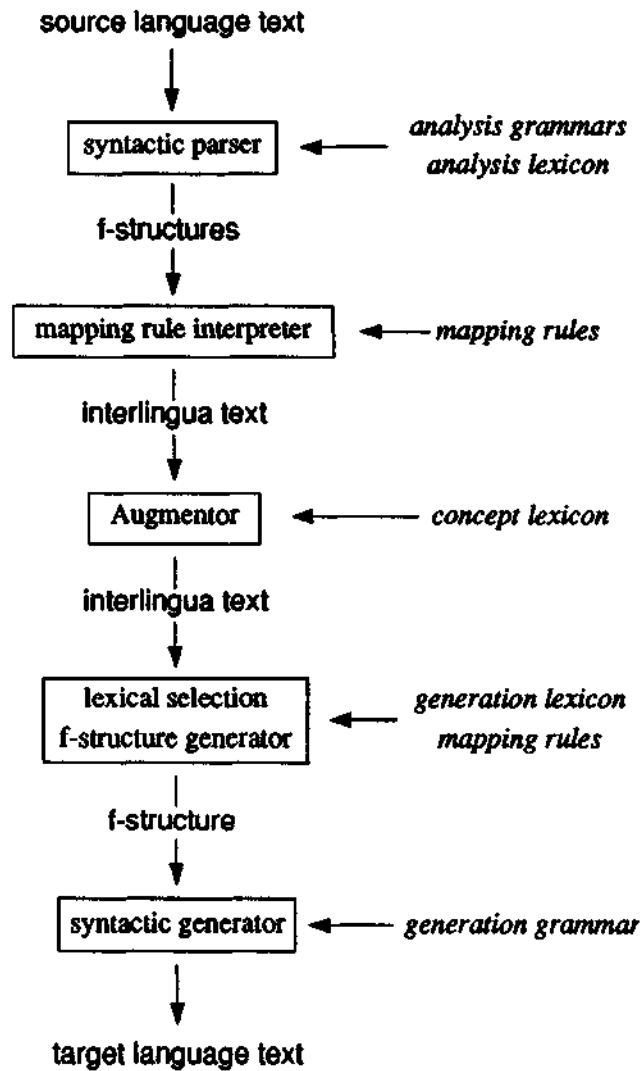 source language text
syntactic parser
analysis grammars
analysis lexicon
f-structures
mapping rule interpreter
mapping rules
interlingua text
Augmentor
concept lexicon
interlingua text
lexical selection
f-structure generator
generation lexicon
mapping rules
f-structure
syntactic generator
generation grammar
target language text